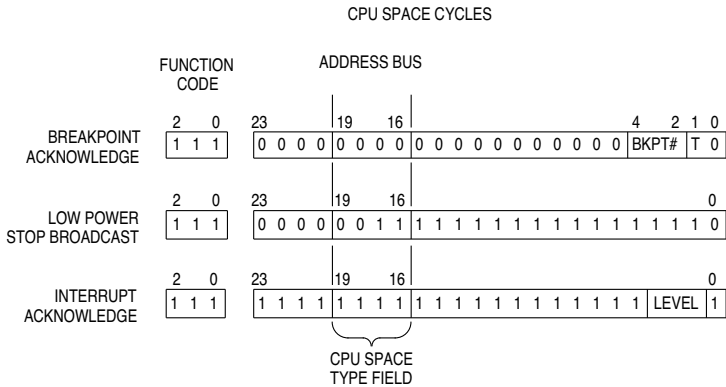 CPU SPACE CYCLES
FUNCTION
CODE
ADDRESS BUS
2 0 23 19 16 4 2 1 0
BREAKPOINT
ACKNOWLEDGE
1 1 1 0 0 0 0 0 0 0 0 0 0 0 0 0 0 0 0 0 0 0 BKPT# T 0
2 0 23 19 16 0
LOW POWER
STOP BROADCAST
1 1 1 0 0 0 0 0 0 1 1 1 1 1 1 1 1 1 1 1 1 1 1 1 1 1 0
2 0 23 19 16 0
INTERRUPT
ACKNOWLEDGE
1 1 1 1 1 1 1 1 1 1 1 1 1 1 1 1 1 1 1 1 1 1 1 LEVEL 1
CPU SPACE
TYPE FIELD